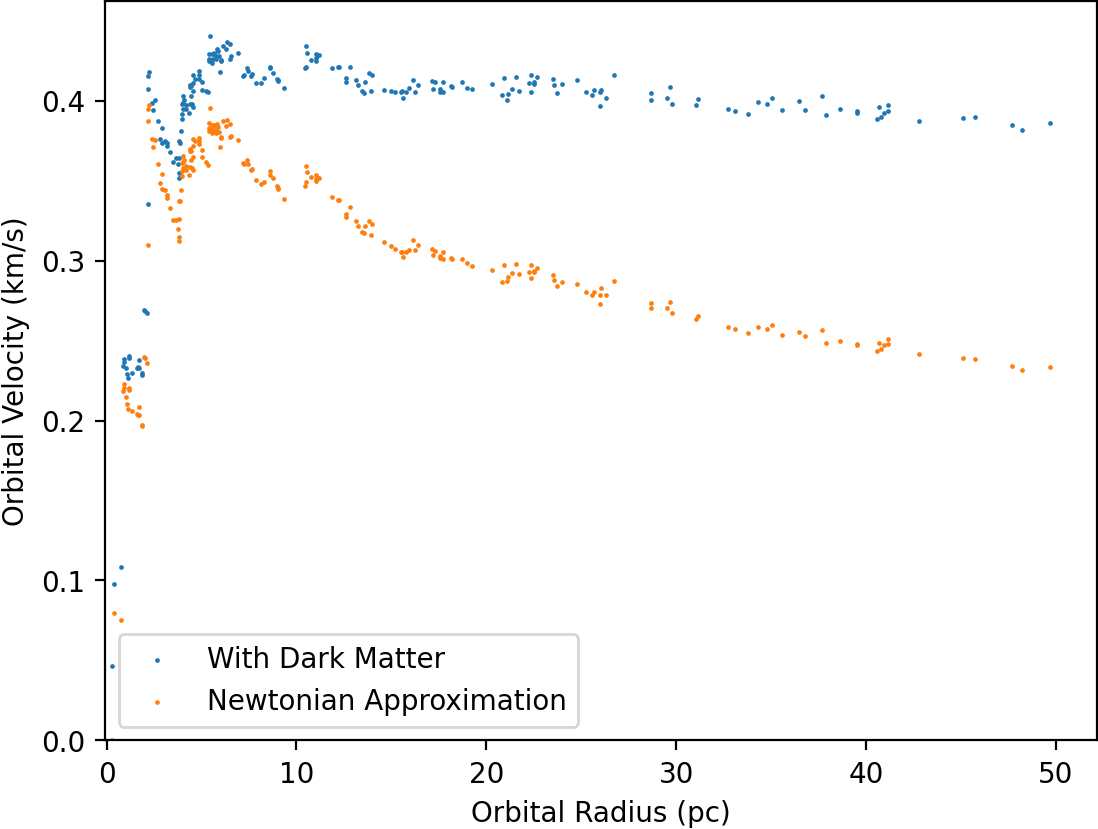 Orbital Velocity (km/s)
0.4
0.3
0.2
0.1
0.0
With Dark Matter
Newtonian Approximation
0
10
20
30
40
50
Orbital Radius (pc)